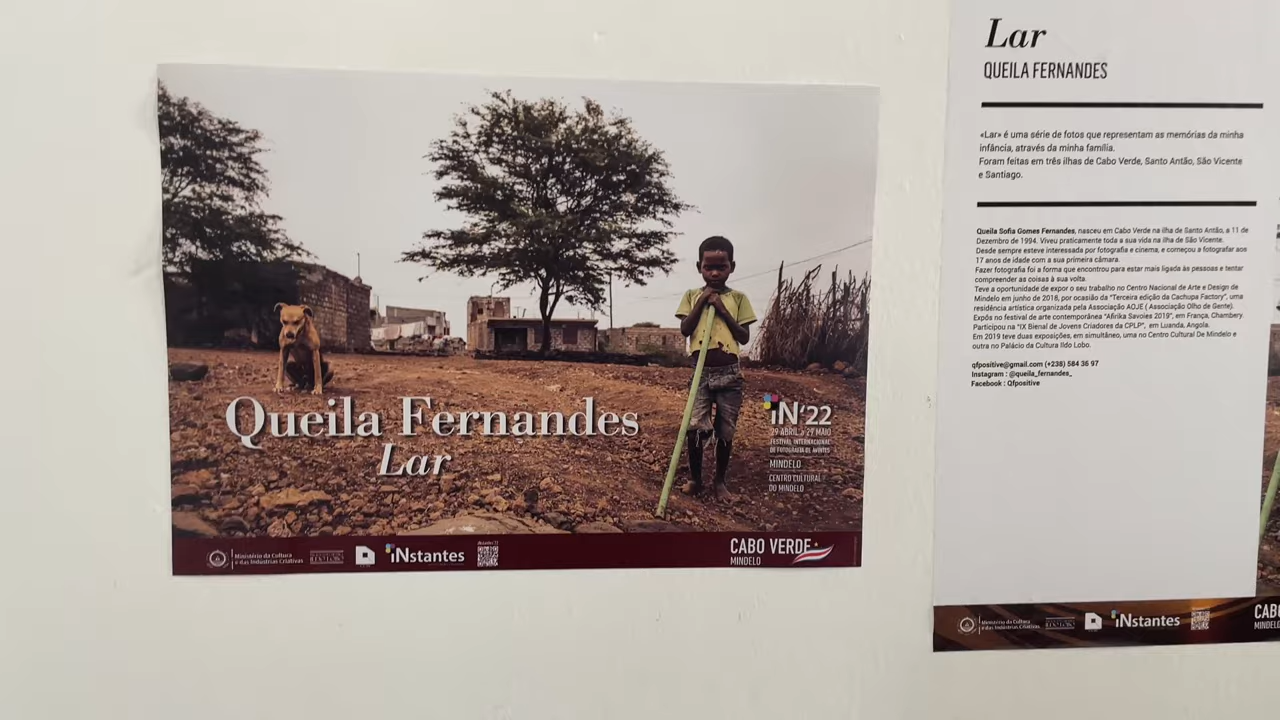 Queila Fernandes
Lar
iN'22
29 ABRIL a 29 MAIO
FESTIVAL INTERNACIONAL
DE FOTOGRAFIA DE AVINTES
MINDELO
CENTRO CULTURAL
DO MINDELO
Ministério da Cultura
e das Indústrias Criativas
iNstantes
CABO VERDE
MINDELO
Lar
QUEILA FERNANDES
«Lar» é uma série de fotos que representam as memórias da minha
infância, através da minha família.
Foram feitas em três ilhas de Cabo Verde, Santo Antão, São Vicente
e Santiago.
Queila Sofia Gomes Fernandes, nasceu em Cabo Verde na ilha de Santo Antão, a 11 de
Dezembro de 1994. Viveu praticamente toda a sua vida na ilha de São Vicente.
Desde sempre esteve interessada por fotografia e cinema, e começou a fotografar aos
17 anos de idade com a sua primeira câmara.
Fazer fotografia foi a forma que encontrou para estar mais ligada às pessoas e tentar
compreender as coisas à sua volta.
Teve a oportunidade de expor o seu trabalho no Centro Nacional de Arte e Design de
Mindelo em junho de 2018, por ocasião da "Terceira edição da Cachupa Factory", uma
residência artística organizada pela Associação AOJE ( Associação Olho de Gente).
Expôs no festival de arte contemporânea "Afrika Savoies 2019", em França, Chambery.
Participou na "IX Bienal de Jovens Criadores da CPLP", em Luanda, Angola.
Em 2019 teve duas exposições, em simultâneo, uma no Centro Cultural De Mindelo e
outra no Palácio da Cultura Ildo Lobo.
qfpositive@gmail.com (+238) 584 36 97
Instagram : @queila_fernandes_
Facebook : Qfpositive
Ministério da Cultura
e das Indústrias Criativas
iNstantes
CABO
MINDELO